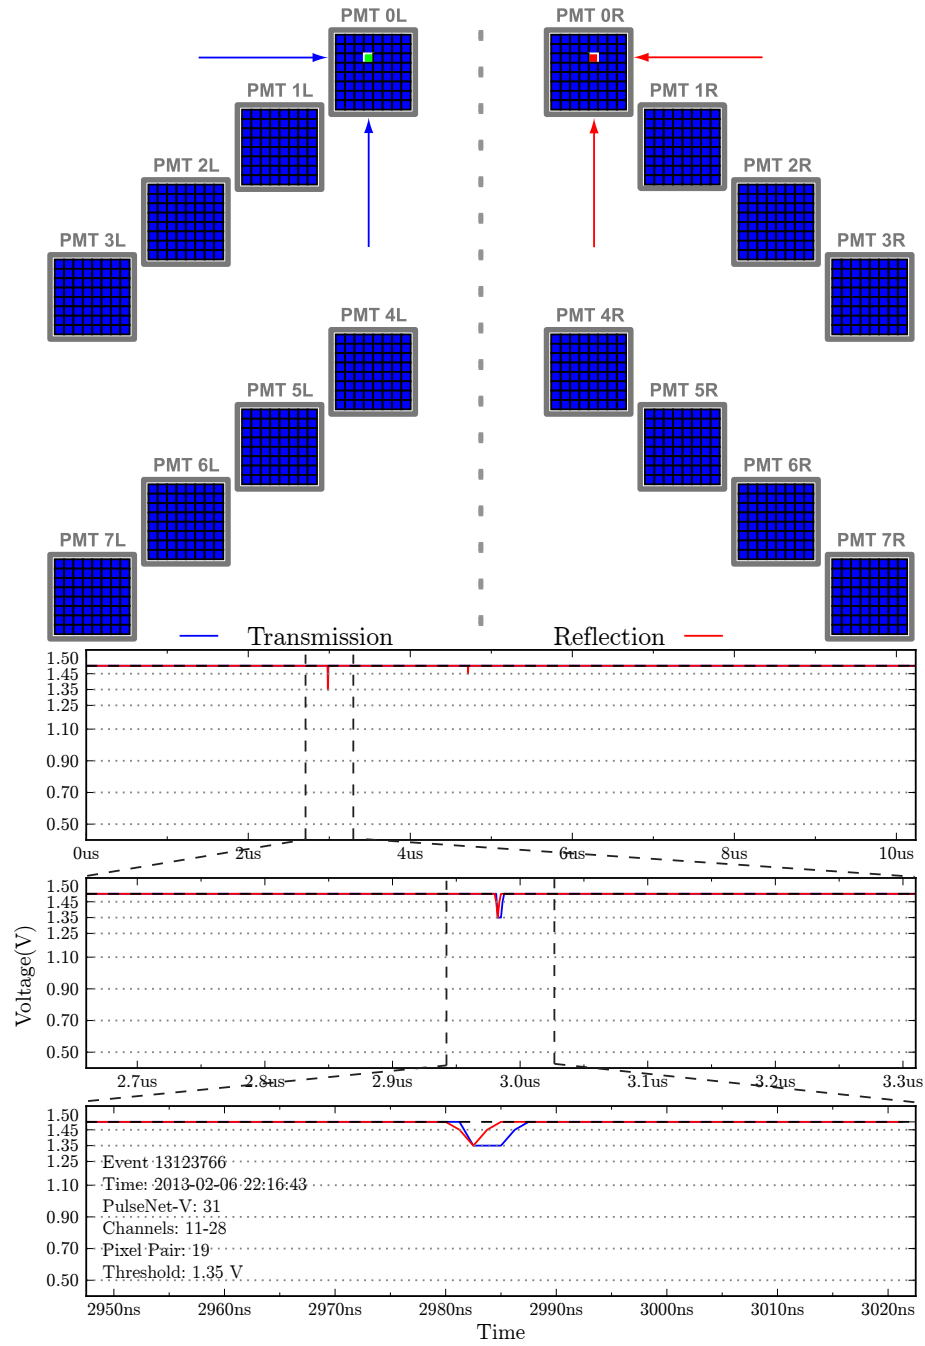 PMT 0L
PMT 0R
PMT 1L
PMT 1R
PMT 2L
PMT 2R
PMT 3L
PMT 3R
PMT 4L
PMT 4R
PMT 5L
PMT 5R
PMT 6L
PMT 6R
PMT 7L
PMT 7R
Transmission
Reflection
1.50
1.45
1.35
1.25
1.10
0.90
0.70
0.50
0us
2us
4us
6us
8us
10us
Voltage(V)
1.50
1.45
1.35
1.25
1.10
0.90
0.70
0.50
2.7us
2.8us
2.9us
3.0us
3.1us
3.2us
3.3us
1.50
1.45
1.35
1.25
1.10
0.90
0.70
0.50
Event 13123766
Time: 2013-02-06 22:16:43
PulseNet-V: 31
Channels: 11-28
Pixel Pair: 19
Threshold: 1.35 V
2950ns
2960ns
2970ns
2980ns
2990ns
3000ns
3010ns
3020ns
Time